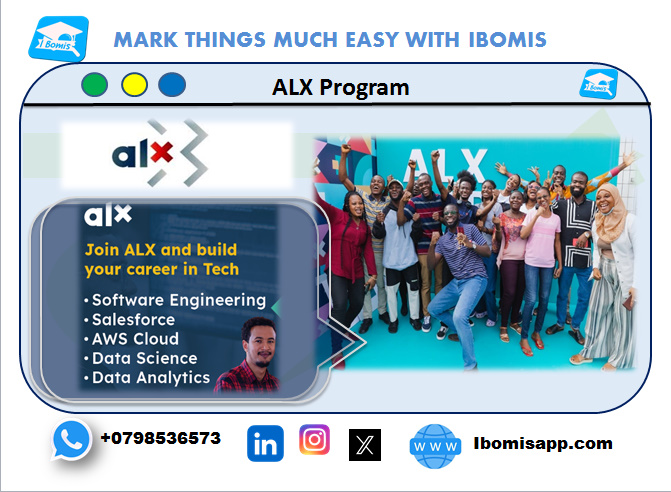 iBomis
MARK THINGS MUCH EASY WITH IBOMIS
ALX Program
alx
ALX
alx
Join ALX and build
your career in Tech
• Software Engineering
• Salesforce
• AWS Cloud
• Data Science
• Data Analytics
+0798536573
in
X
WWW
Ibomisapp.com